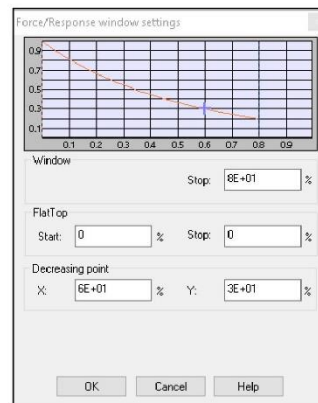 Force/Response window settings
0.9
0.7
0.5
0.3
0.1
0.1 0.2 0.3 0.4 0.5 0.6 0.7 0.8 0.9
Window
Stop: 8E+01 %
FlatTop
Start: 0 % Stop: 0 %
Decreasing point
X: 6E+01 % Y: 3E+01 %
OK Cancel Help